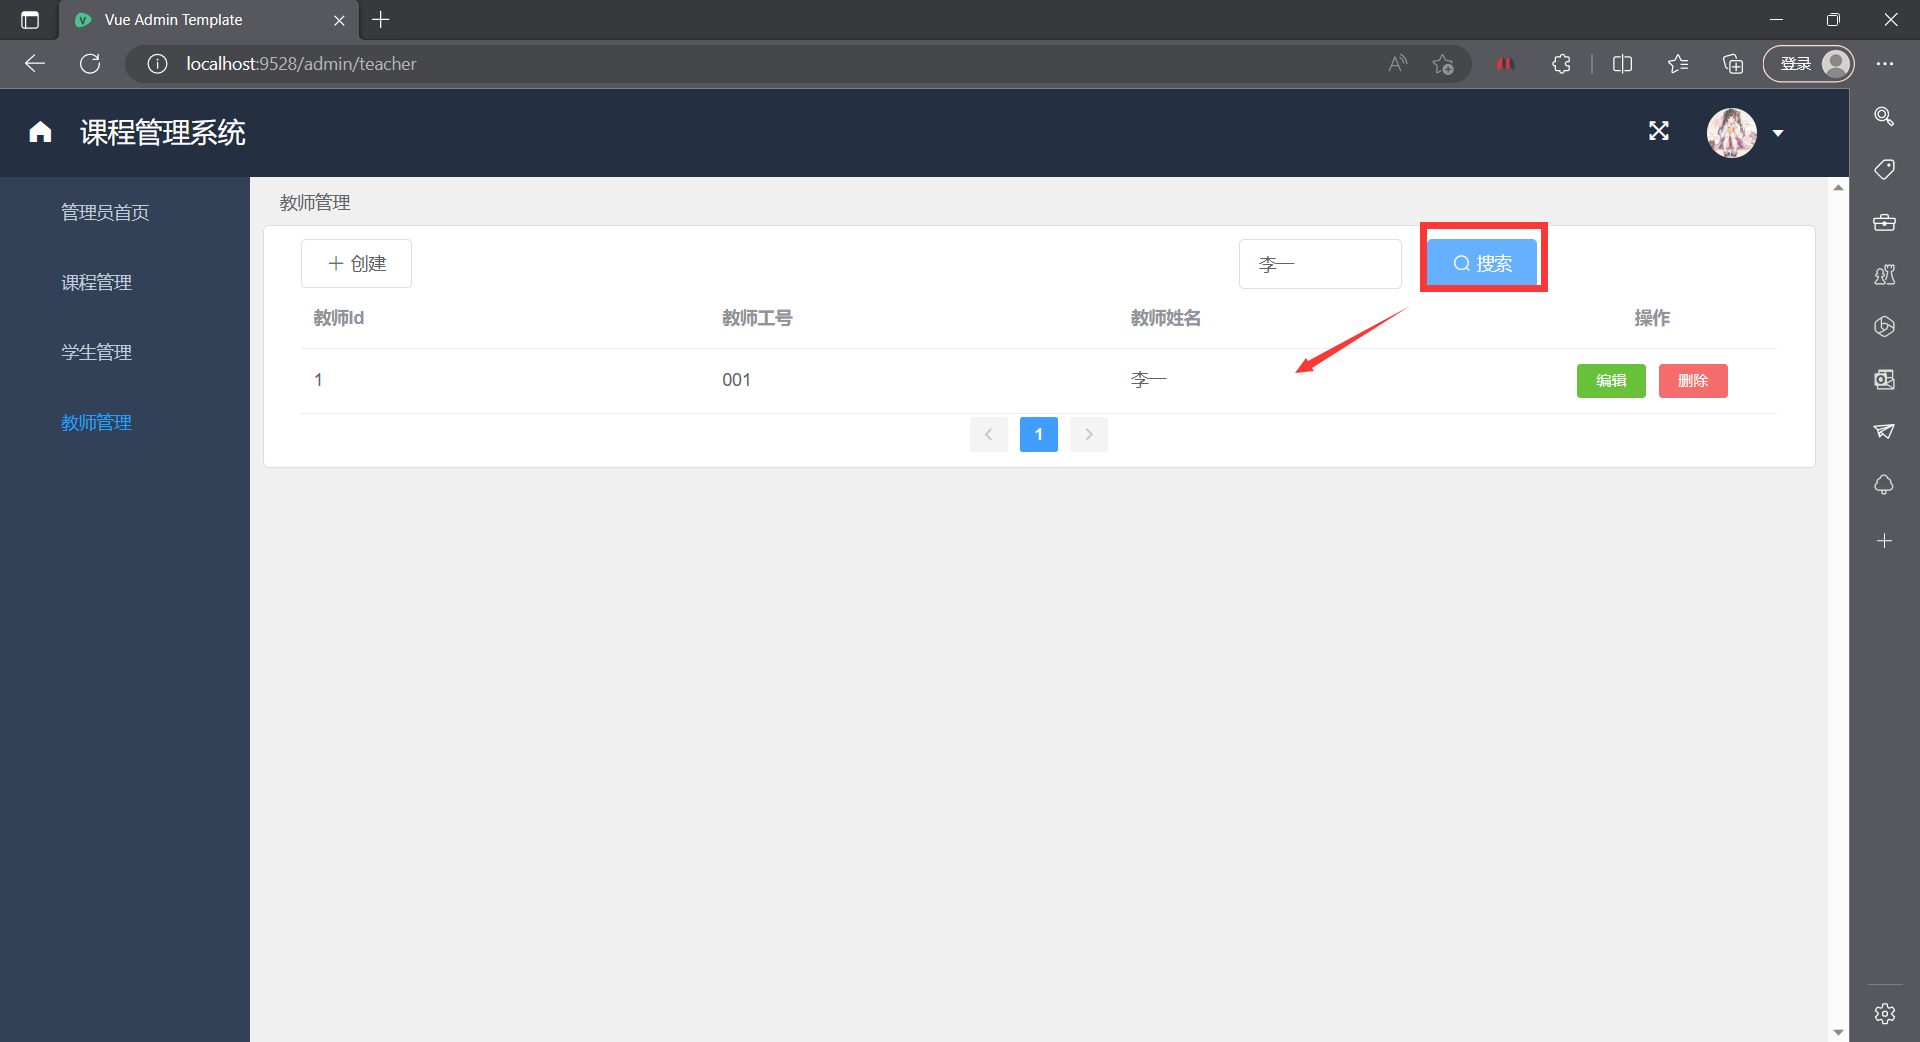 Vue Admin Template
localhost:9528/admin/teacher
登录
课程管理系统
管理员首页
课程管理
学生管理
教师管理
教师管理
创建
李一
搜索
教师Id 教师工号 教师姓名 操作
1 001 李一 编辑 删除
1